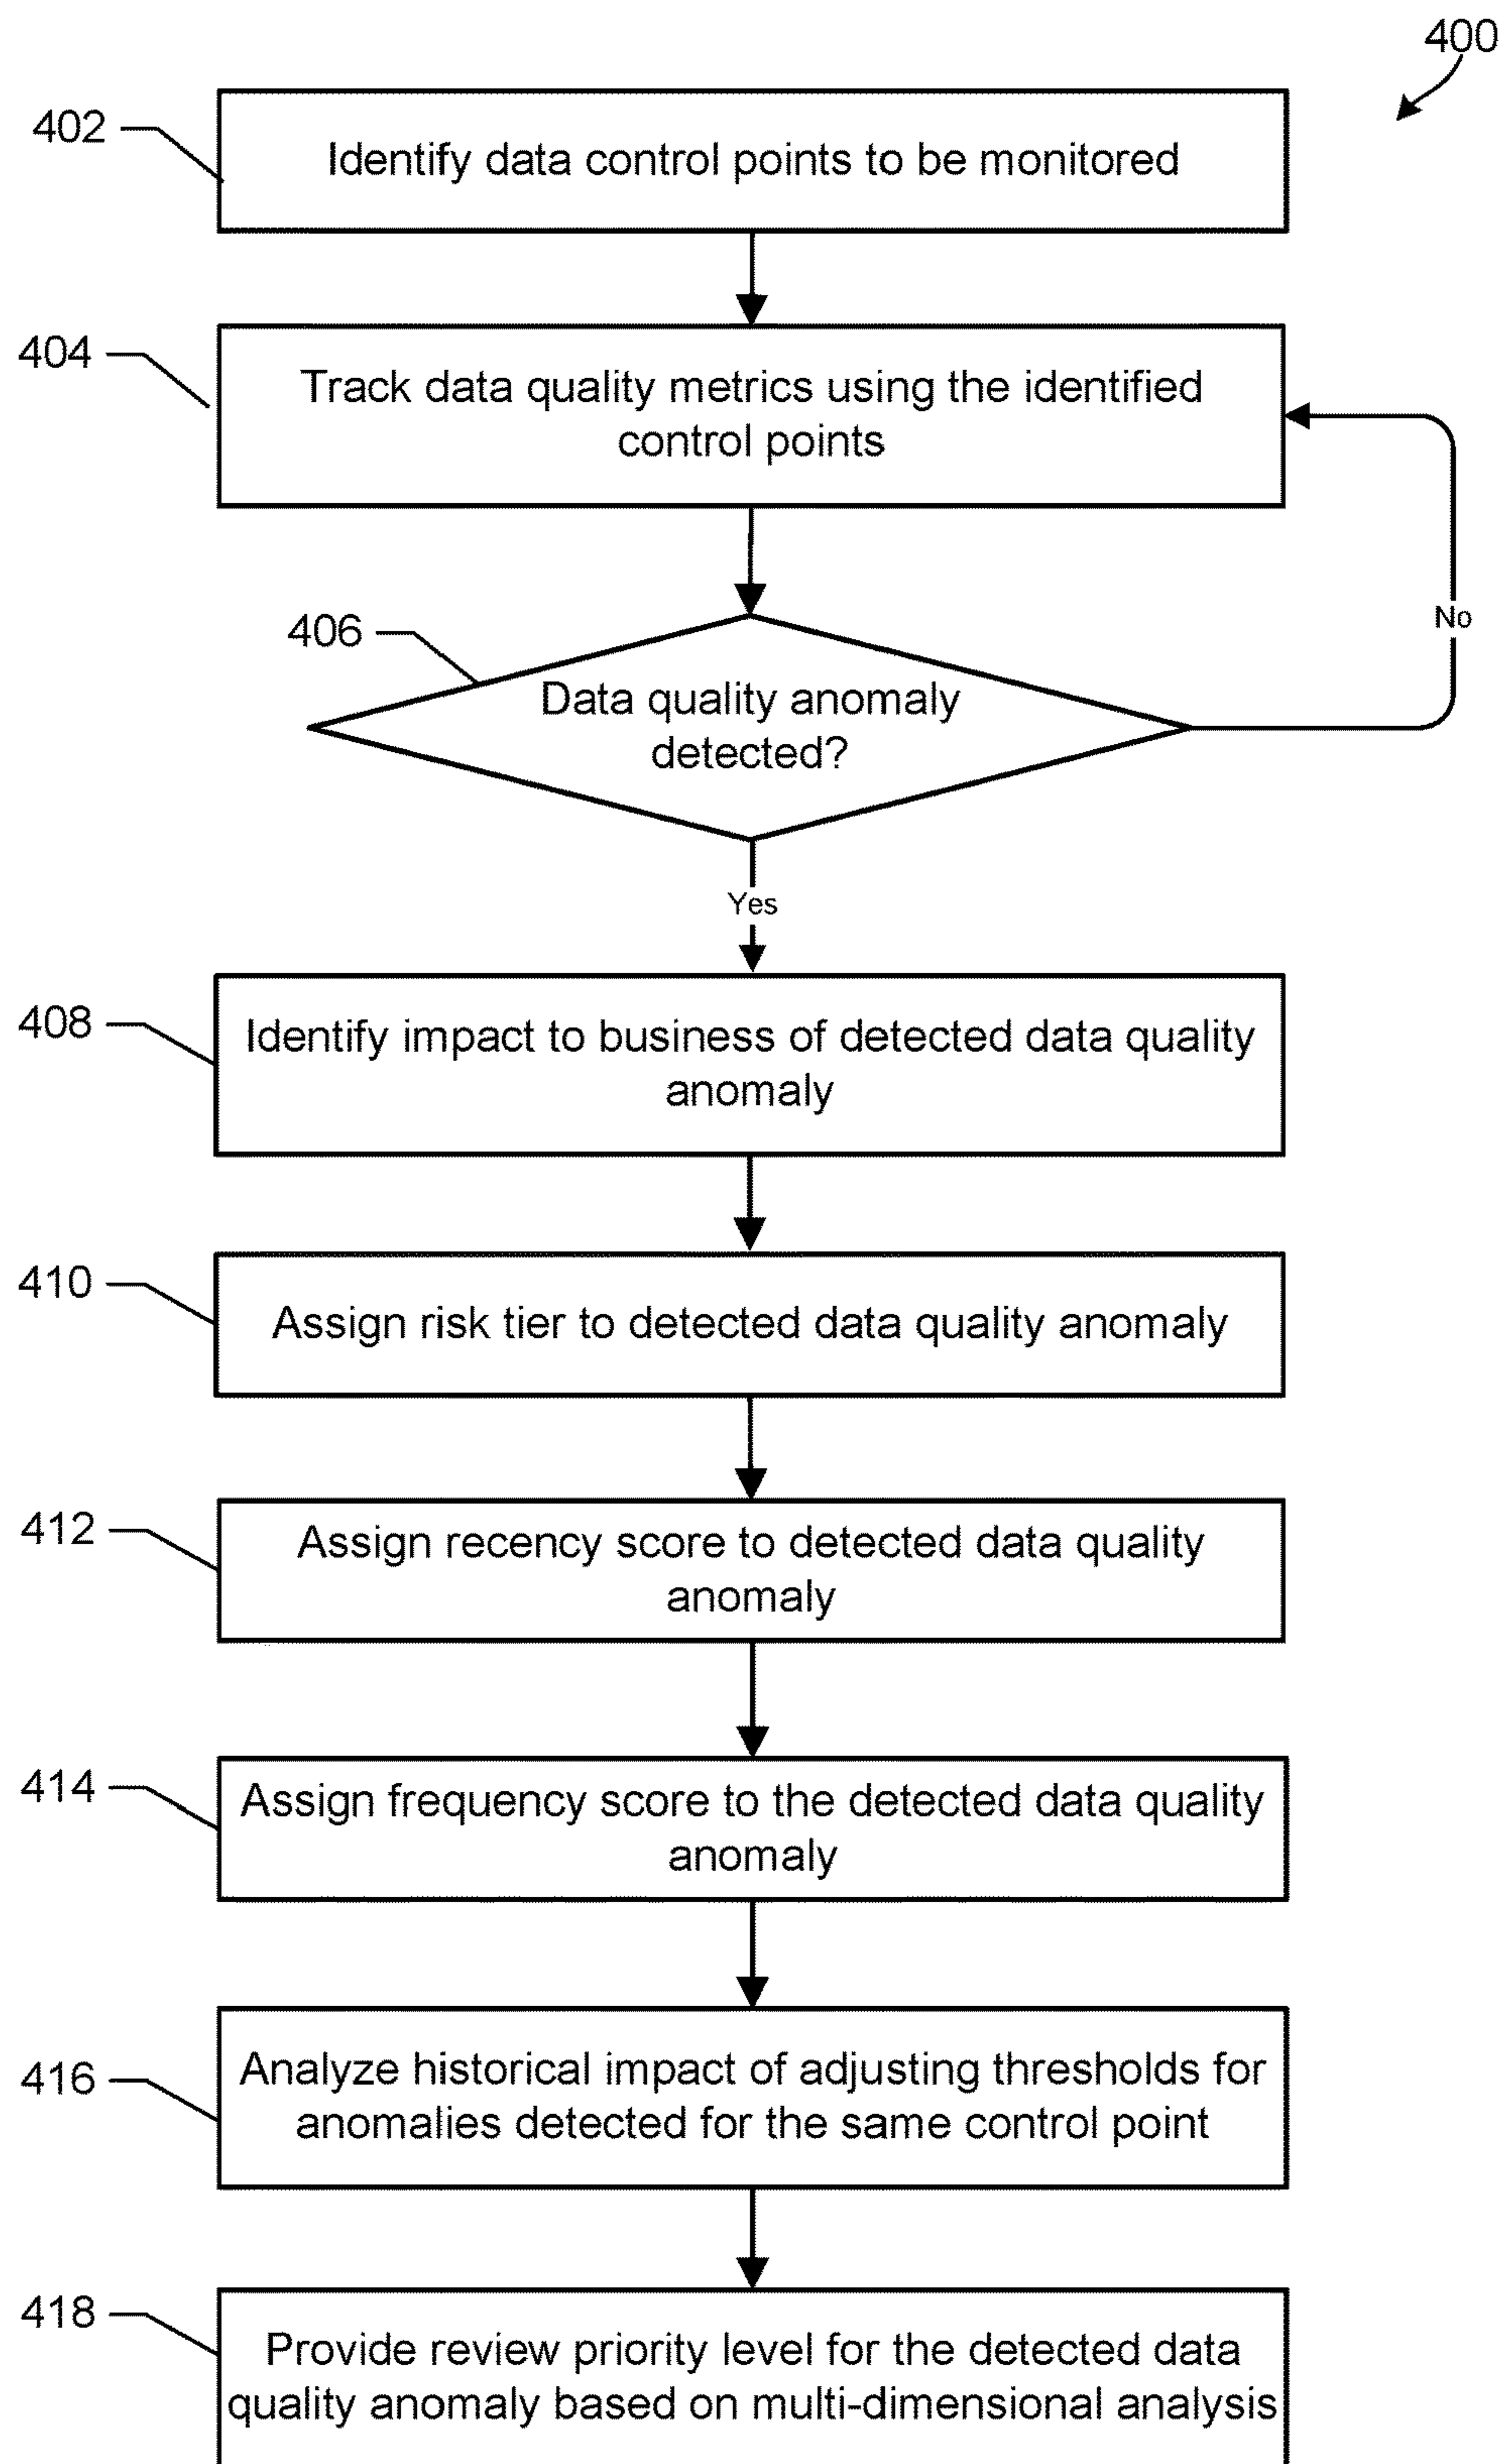 400
402
Identify data control points to be monitored
404
Track data quality metrics using the identified
control points
No
406
Data quality anomaly
detected?
Yes
408
Identify impact to business of detected data quality
anomaly
410
Assign risk tier to detected data quality anomaly
412
Assign recency score to detected data quality
anomaly
414
Assign frequency score to the detected data quality
anomaly
416
Analyze historical impact of adjusting thresholds for
anomalies detected for the same control point
418
Provide review priority level for the detected data
quality anomaly based on multi-dimensional analysis